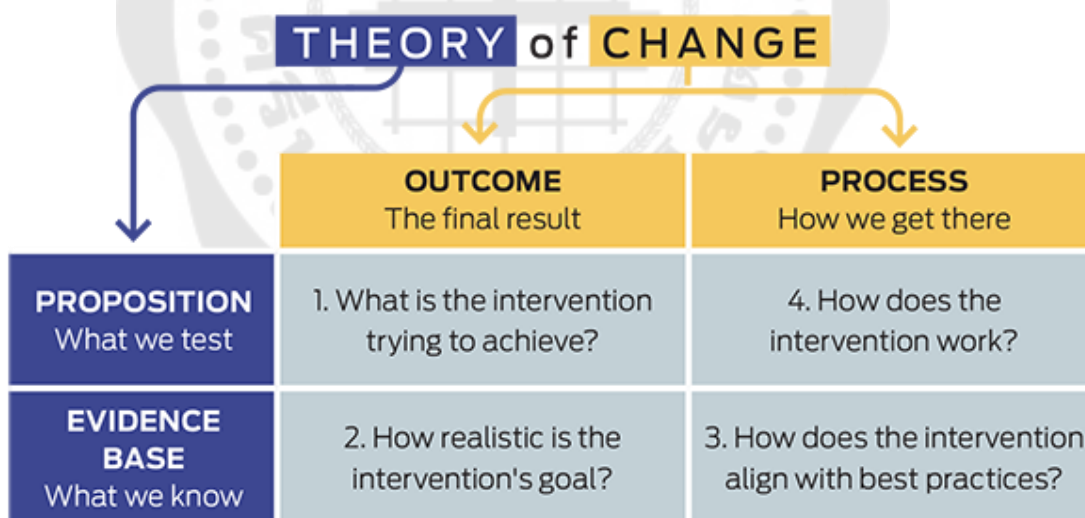 THEORY of CHANGE
OUTCOME
The final result
PROCESS
How we get there
PROPOSITION
What we test
1. What is the intervention
trying to achieve?
4. How does the
intervention work?
EVIDENCE
BASE
What we know
2. How realistic is the
intervention's goal?
3. How does the intervention
align with best practices?